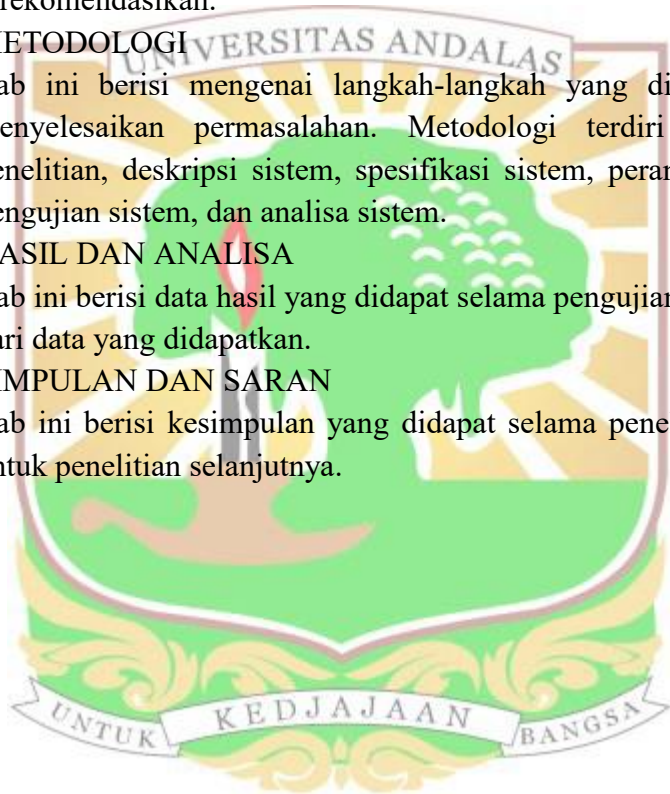 rekomendasikan.
UNIVERSITAS ANDALAS
ETODOLOGI
ab ini berisi mengenai langkah-langkah yang di
enyelesaikan permasalahan. Metodologi terdiri
enelitian, deskripsi sistem, spesifikasi sistem, peran
engujian sistem, dan analisa sistem.
ASIL DAN ANALISA
ab ini berisi data hasil yang didapat selama pengujian
ari data yang didapatkan.
IMPULAN DAN SARAN
ab ini berisi kesimpulan yang didapat selama pene
ntuk penelitian selanjutnya.
UNTUK KEDJAJAAN BANGSA